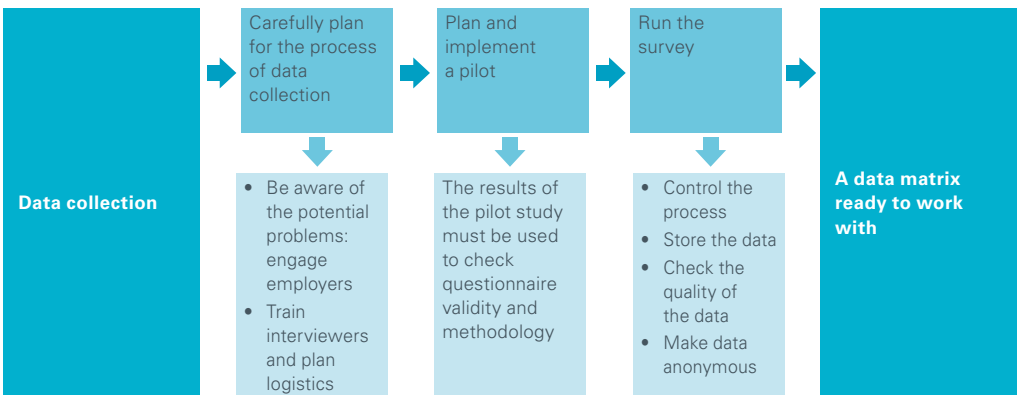 Data collection
Carefully plan
for the process
of data
collection
• Be aware of
the potential
problems:
engage
employers
• Train
interviewers
and plan
logistics
Plan and
implement
a pilot
The results of
the pilot study
must be used
to check
questionnaire
validity and
methodology
Run the
survey
• Control the
process
• Store the data
• Check the
quality of
the data
• Make data
anonymous
A data matrix
ready to work
with